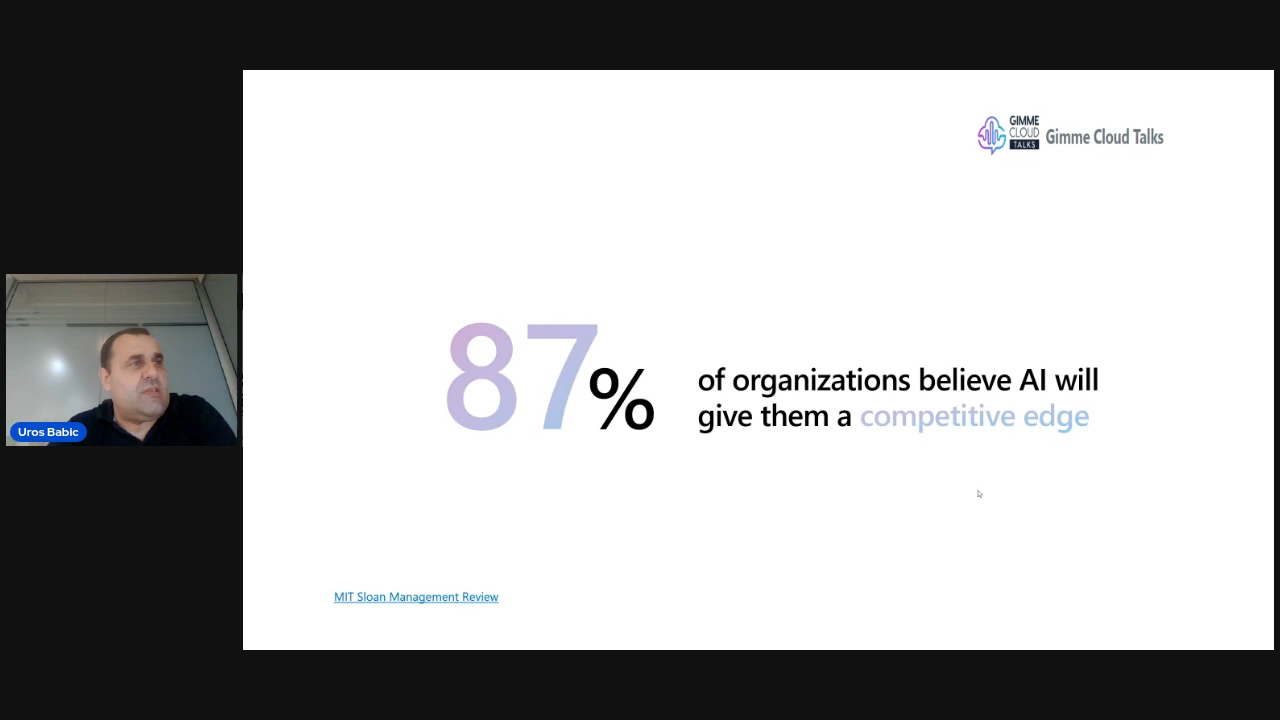 GIMME
CLOUD
TALKS
Gimme Cloud Talks
87%
of organizations believe AI will
give them a competitive edge
Uros Babic
MIT Sloan Management Review